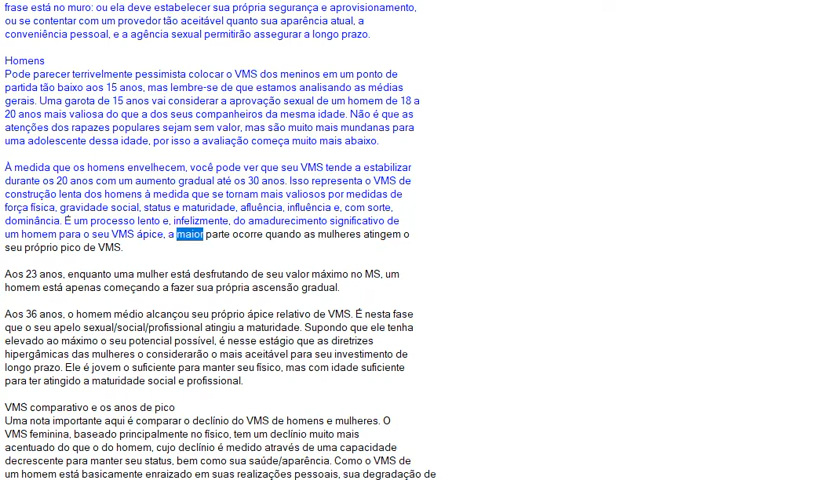 frase está no muro: ou ela deve estabelecer sua própria segurança e aprovisionamento,
ou se contentar com um provedor tão aceitável quanto sua aparência atual, a
conveniência pessoal, e a agência sexual permitirão assegurar a longo prazo.
Homens
Pode parecer terrivelmente pessimista colocar o VMS dos meninos em um ponto de
partida tão baixo aos 15 anos, mas lembre-se de que estamos analisando as médias
gerais. Uma garota de 15 anos vai considerar a aprovação sexual de um homem de 18 a
20 anos mais valiosa do que a dos seus companheiros da mesma idade. Não é que as
atenções dos rapazes populares sejam sem valor, mas são muito mais mundanas para
uma adolescente dessa idade, por isso a avaliação começa muito mais abaixo.
À medida que os homens envelhecem, você pode ver que seu VMS tende a estabilizar
durante os 20 anos com um aumento gradual até os 30 anos. Isso representa o VMS de
construção lenta dos homens à medida que se tornam mais valiosos por medidas de
força física, gravidade social, status e maturidade, afluência, influência e, com sorte,
dominância. É um processo lento e, infelizmente, do amadurecimento significativo de
um homem para o seu VMS ápice, a maior parte ocorre quando as mulheres atingem o
seu próprio pico de VMS.
Aos 23 anos, enquanto uma mulher está desfrutando de seu valor máximo no MS, um
homem está apenas começando a fazer sua própria ascensão gradual.
Aos 36 anos, o homem médio alcançou seu próprio ápice relativo de VMS. É nesta fase
que o seu apelo sexual/social/profissional atingiu a maturidade. Supondo que ele tenha
elevado ao máximo o seu potencial possível, é nesse estágio que as diretrizes
hipergâmicas das mulheres o considerarão o mais aceitável para seu investimento de
longo prazo. Ele é jovem o suficiente para manter seu físico, mas com idade suficiente
para ter atingido a maturidade social e profissional.
VMS comparativo e os anos de pico
Uma nota importante aqui é comparar o declínio do VMS de homens e mulheres. O
VMS feminina, baseado principalmente no físico, tem um declínio muito mais
acentuado do que o do homem, cujo declínio é medido através de uma capacidade
decrescente para manter seu status, bem como sua saúde/aparência. Como o VMS de
um homem está basicamente enraizado em suas realizações pessoais, sua degradação de